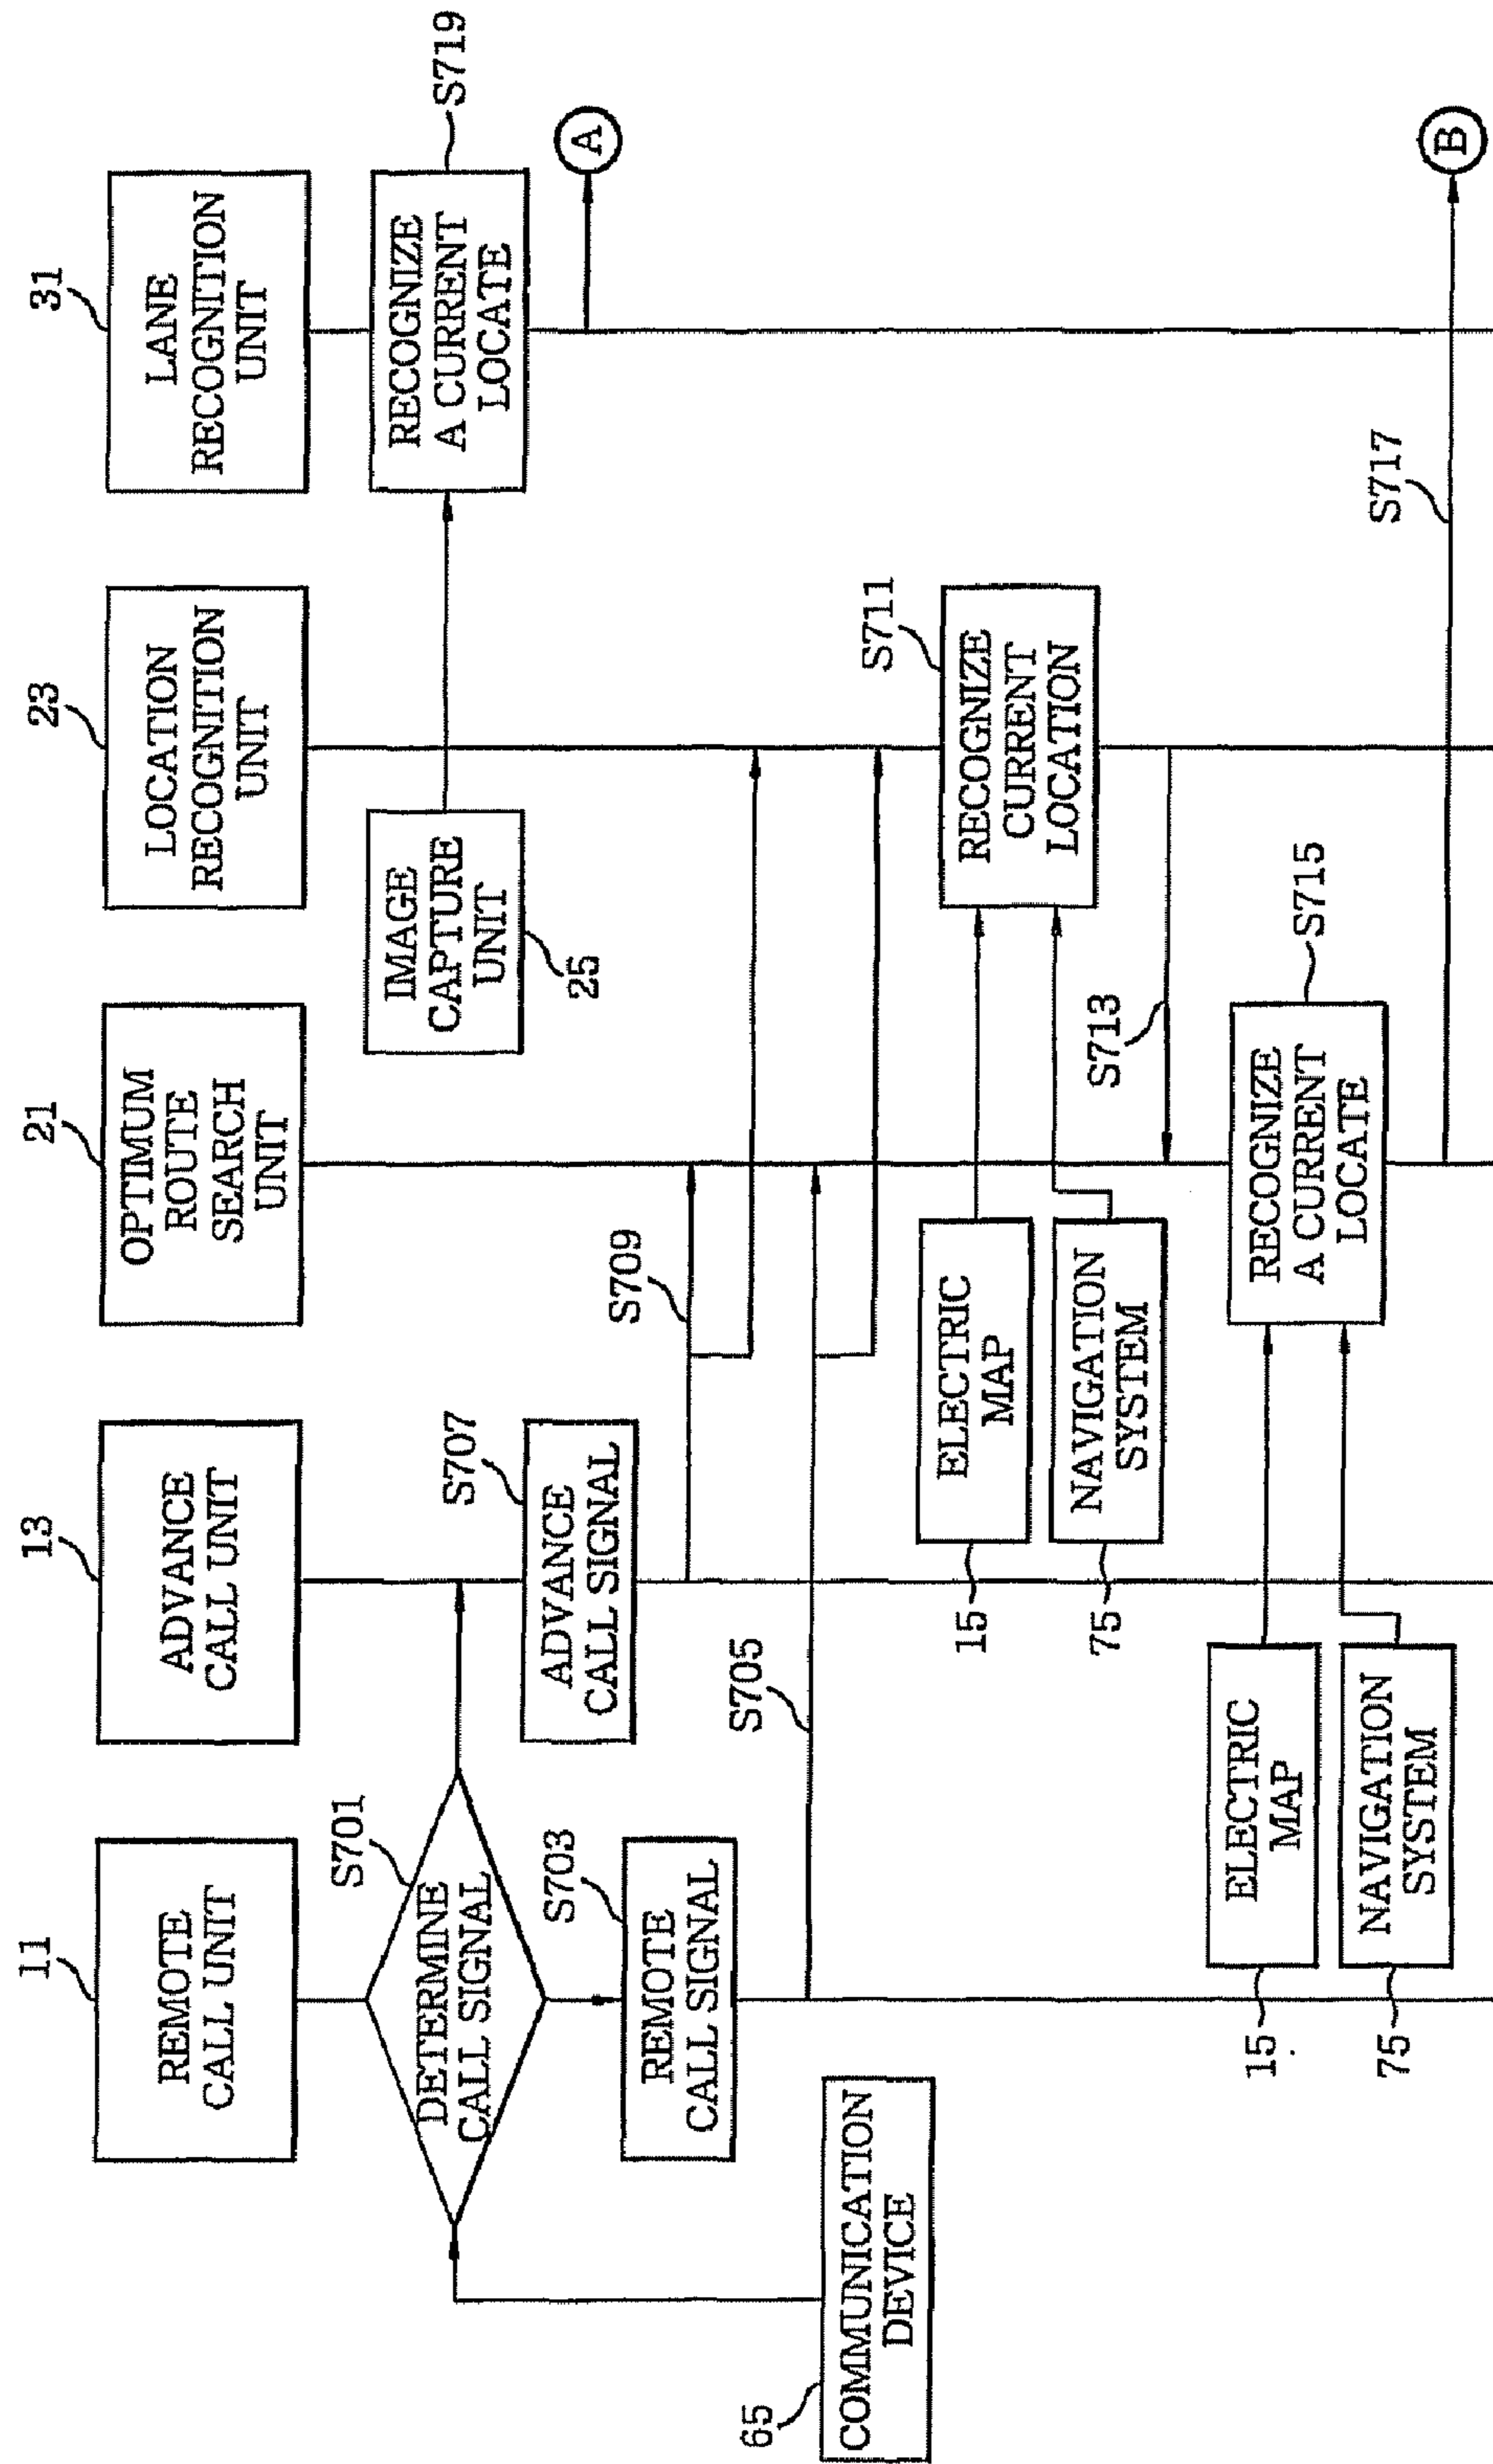 11
REMOTE
CALL UNIT
13
ADVANCE
CALL UNIT
21
OPTIMUM
ROUTE
SEARCH
UNIT
23
LOCATION
RECOGNITION
UNIT
31
LANE
RECOGNITION
UNIT
S701
DETERMINE
CALL SIGNAL
IMAGE
CAPTURE
UNIT
25
RECOGNIZE
A CURRENT
LOCATE
S719
S703
REMOTE
CALL SIGNAL
S707
ADVANCE
CALL SIGNAL
A
S709
S705
65
COMMUNICATION
DEVICE
15
ELECTRIC
MAP
75
NAVIGATION
SYSTEM
S711
RECOGNIZE
CURRENT
LOCATION
S713
15
ELECTRIC
MAP
75
NAVIGATION
SYSTEM
RECOGNIZE
A CURRENT
LOCATE
S715
S717
B